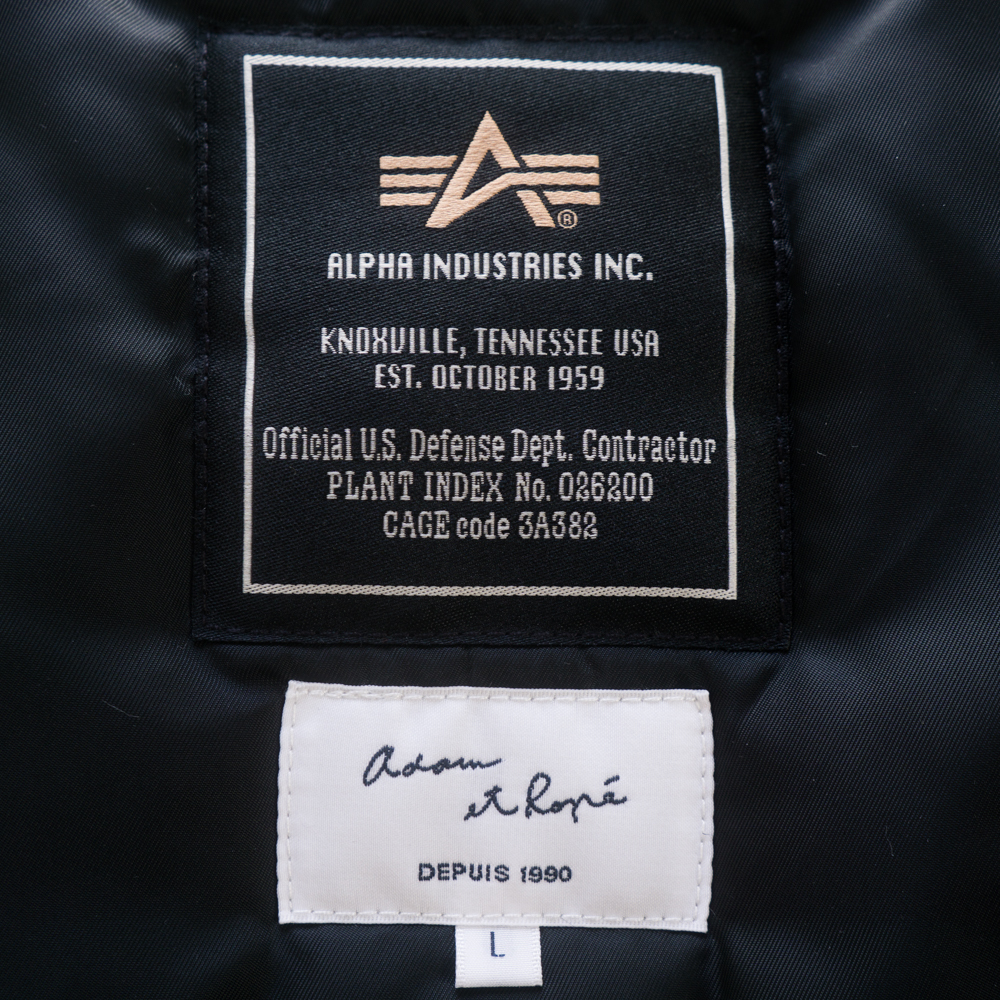 ®
ALPHA INDUSTRIES INC.
KNOXVILLE, TENNESSEE USA
EST. OCTOBER 1959
Official U.S. Defense Dept. Contractor
PLANT INDEX No. 026200
CAGE code 3A382
Adam
et Ropé
DEPUIS 1990
L